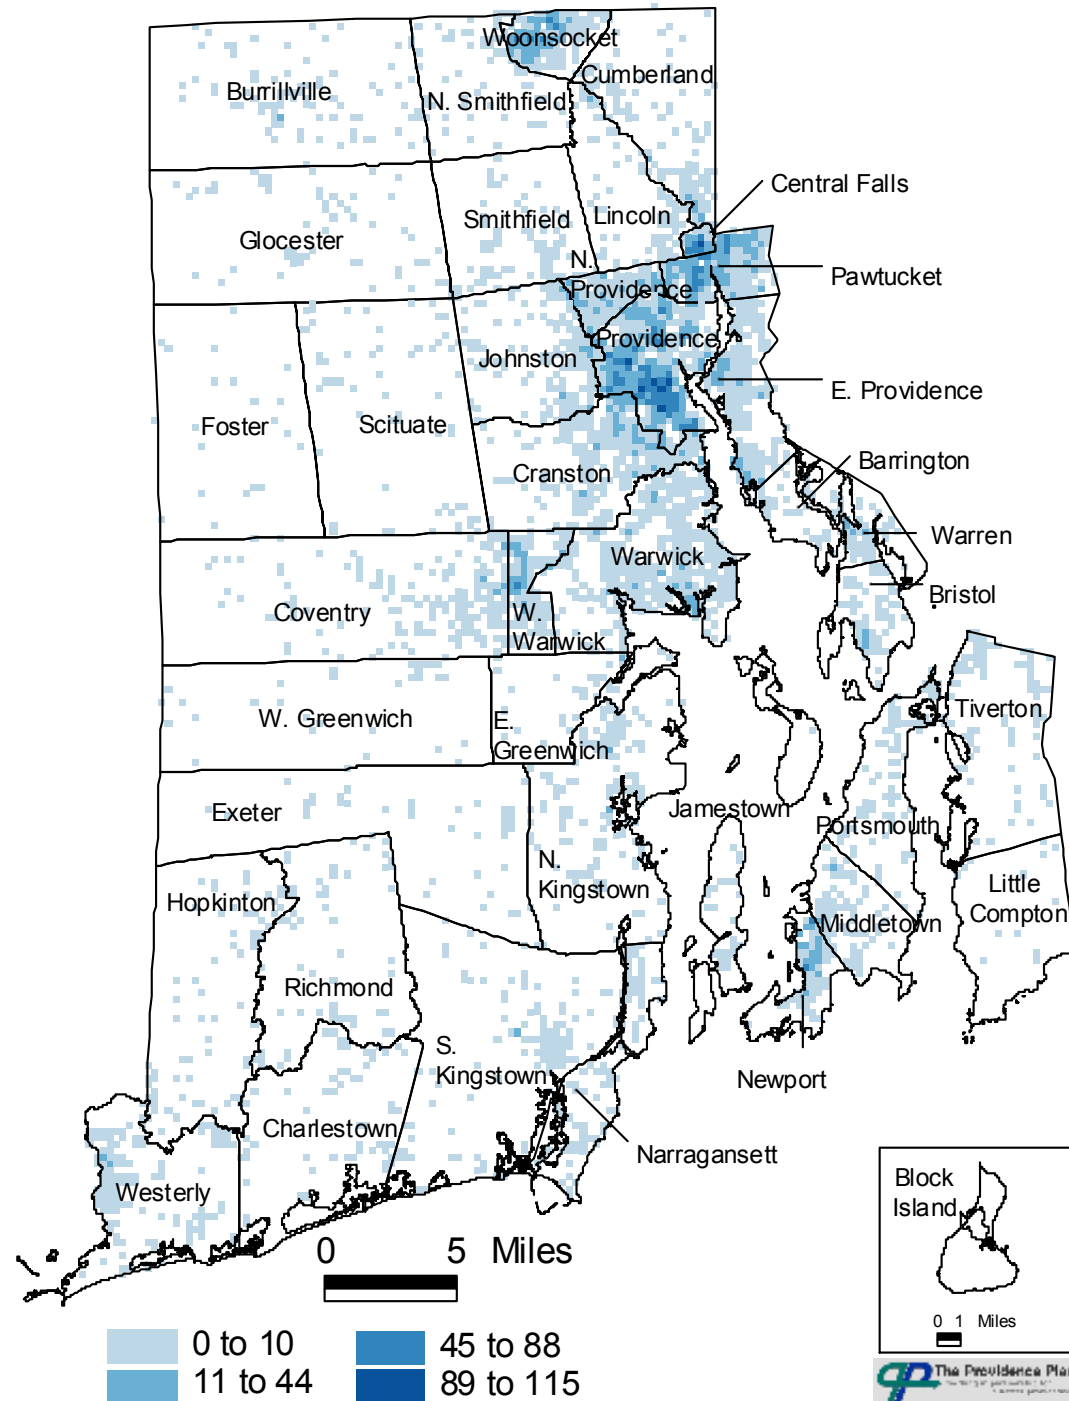 Woonsocket
Cumberland
Burrillville
N. Smithfield
Central Falls
Smithfield
Lincoln
Glocester
N.
Providence
Pawtucket
Providence
Johnston
E. Providence
Foster
Scituate
Barrington
Cranston
Warren
Warwick
Bristol
Coventry
W.
Warwick
W. Greenwich
E.
Greenwich
Tiverton
Exeter
Jamestown
Portsmouth
N.
Kingstown
Hopkinton
Little
Compton
Middletown
Richmond
S.
Kingstown
Newport
Charlestown
Narragansett
Westerly
Block
Island
0 5 Miles
0 1 Miles
0 to 10
45 to 88
11 to 44
89 to 115
The Providence Plan